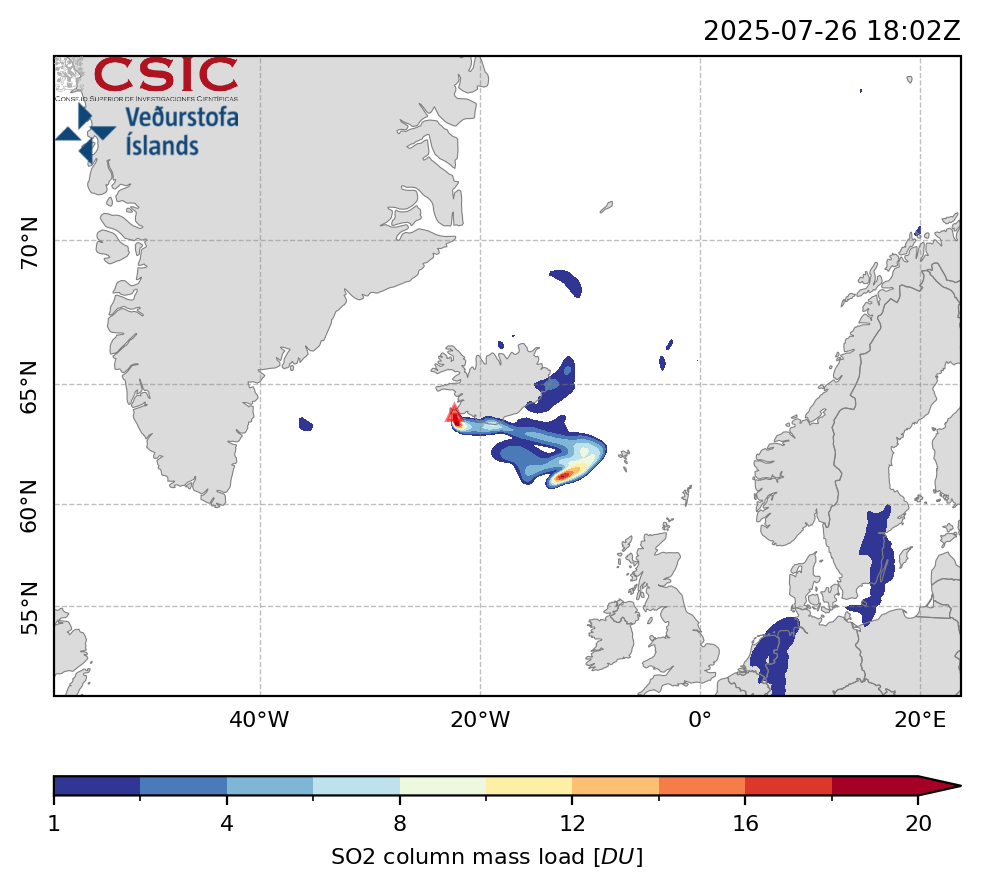 2025-07-26 18:02Z
CSIC
Consejo Superior de Investigaciones Científicas
Veðurstofa
Íslands
70°N
65°N
60°N
55°N
40°W 20°W 0° 20°E
1 4 8 12 16 20
SO2 column mass load [DU]